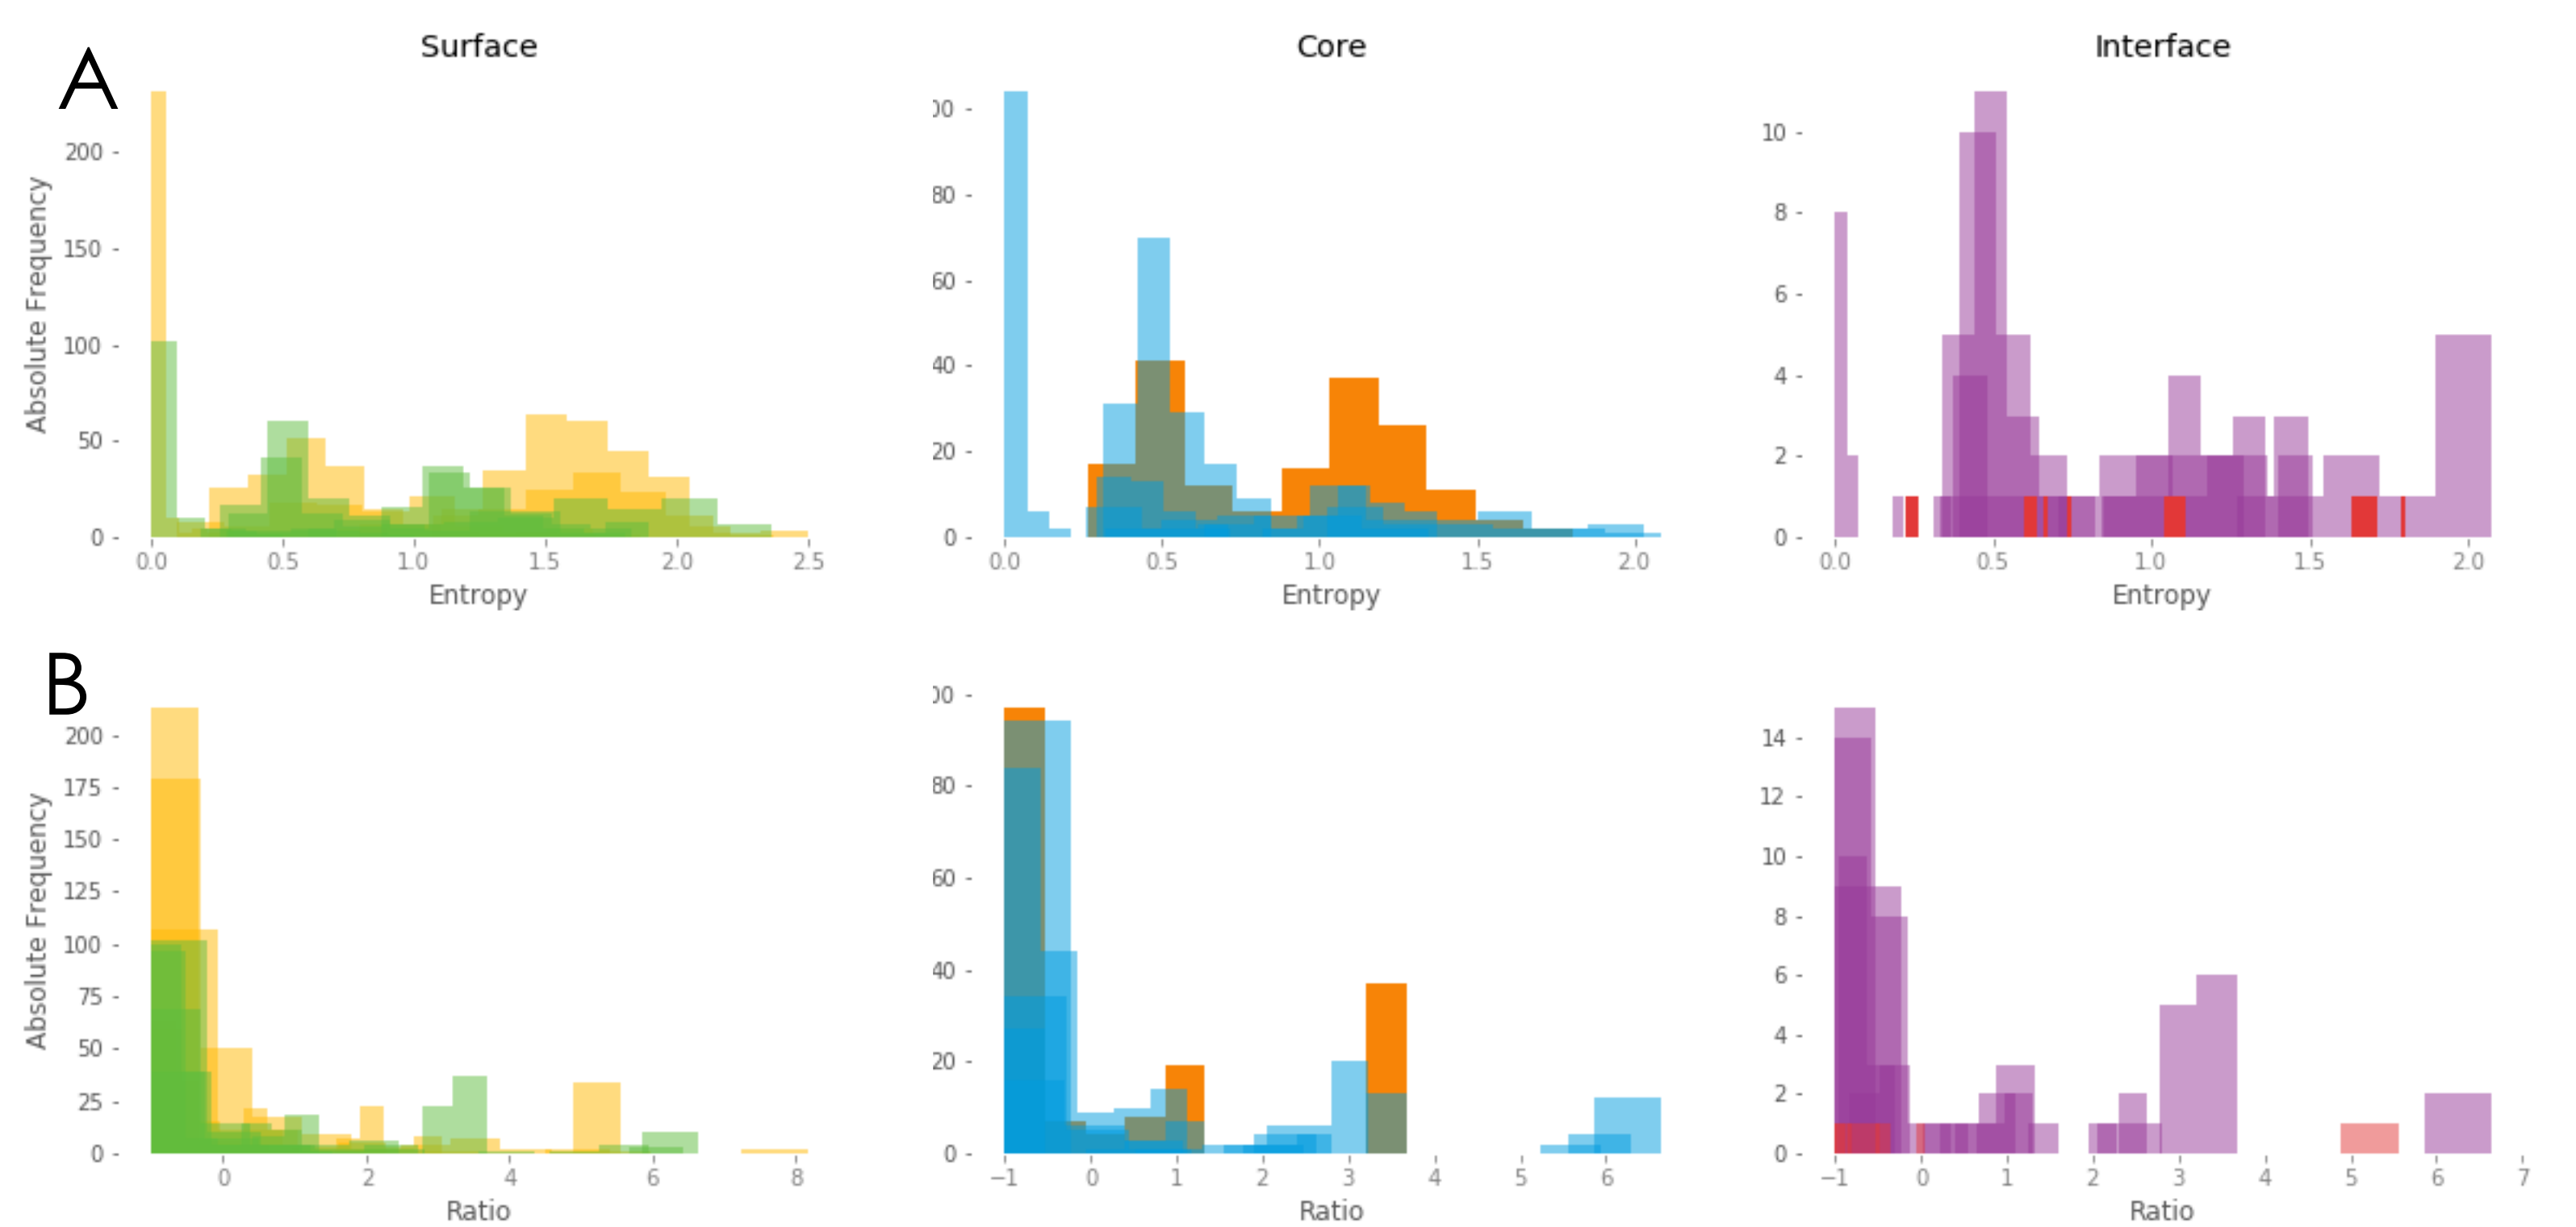 A
Surface
Core
Interface
Absolute Frequency
200 -
150 -
100 -
50 -
0 -
0.0 0.5 1.0 1.5 2.0 2.5
Entropy
00 -
80 -
60 -
40 -
20 -
0 -
0.0 0.5 1.0 1.5 2.0
Entropy
10 -
8 -
6 -
4 -
2 -
0 -
0.0 0.5 1.0 1.5 2.0
Entropy
B
Absolute Frequency
200 -
175 -
150 -
125 -
100 -
75 -
50 -
25 -
0 -
0 2 4 6 8
Ratio
00 -
80 -
60 -
40 -
20 -
0 -
−1 0 1 2 3 4 5 6
Ratio
14 -
12 -
10 -
8 -
6 -
4 -
2 -
0 -
−1 0 1 2 3 4 5 6 7
Ratio